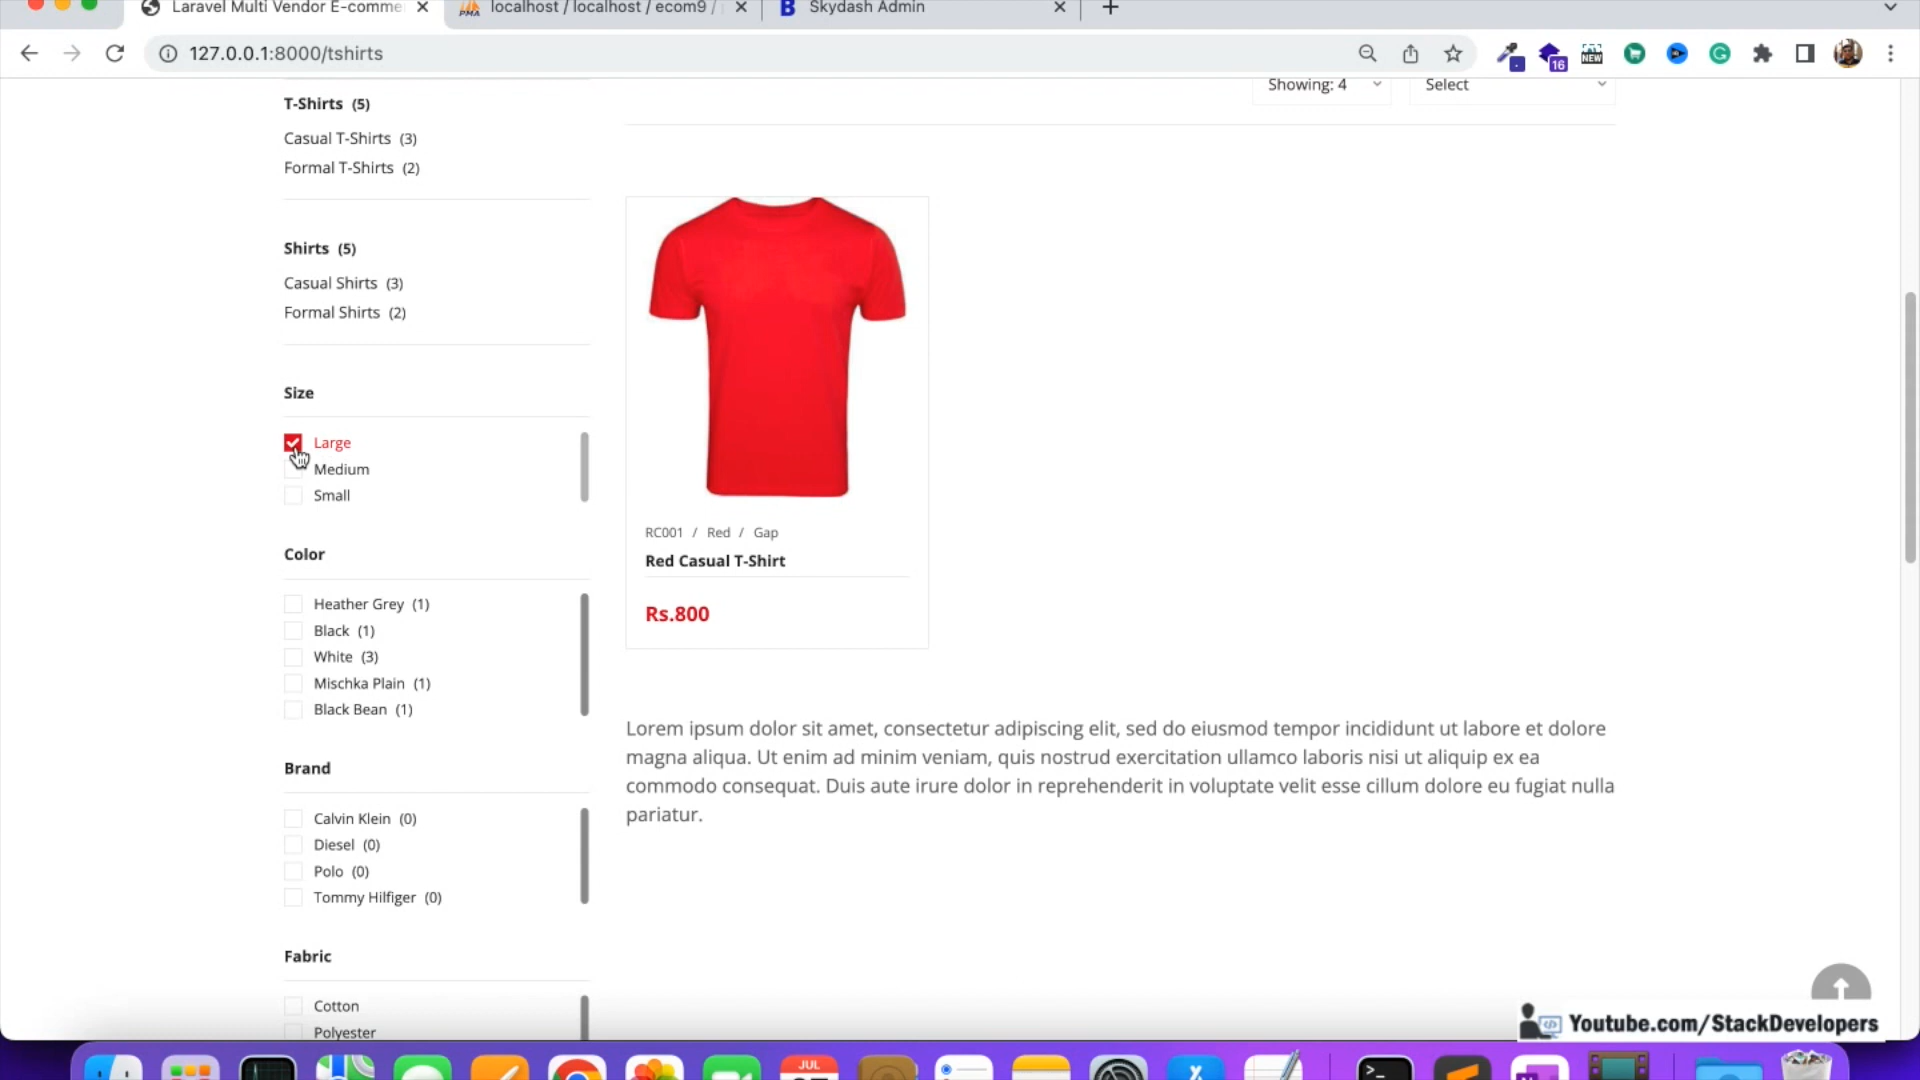 Laravel Multi Vendor E-comme
localhost / localhost / ecom9 /
Skydash Admin
127.0.0.1:8000/tshirts
16
NEW
Showing: 4
Select
T-Shirts (5)
Casual T-Shirts (3)
Formal T-Shirts (2)
Shirts (5)
Casual Shirts (3)
Formal Shirts (2)
Size
Large
Medium
Small
Color
Heather Grey (1)
Black (1)
White (3)
Mischka Plain (1)
Black Bean (1)
Brand
Calvin Klein (0)
Diesel (0)
Polo (0)
Tommy Hilfiger (0)
Fabric
Cotton
Polyester
RC001 / Red / Gap
Red Casual T-Shirt
Rs.800
Lorem ipsum dolor sit amet, consectetur adipiscing elit, sed do eiusmod tempor incididunt ut labore et dolore
magna aliqua. Ut enim ad minim veniam, quis nostrud exercitation ullamco laboris nisi ut aliquip ex ea
commodo consequat. Duis aute irure dolor in reprehenderit in voluptate velit esse cillum dolore eu fugiat nulla
pariatur.
Youtube.com/StackDevelopers
JUL